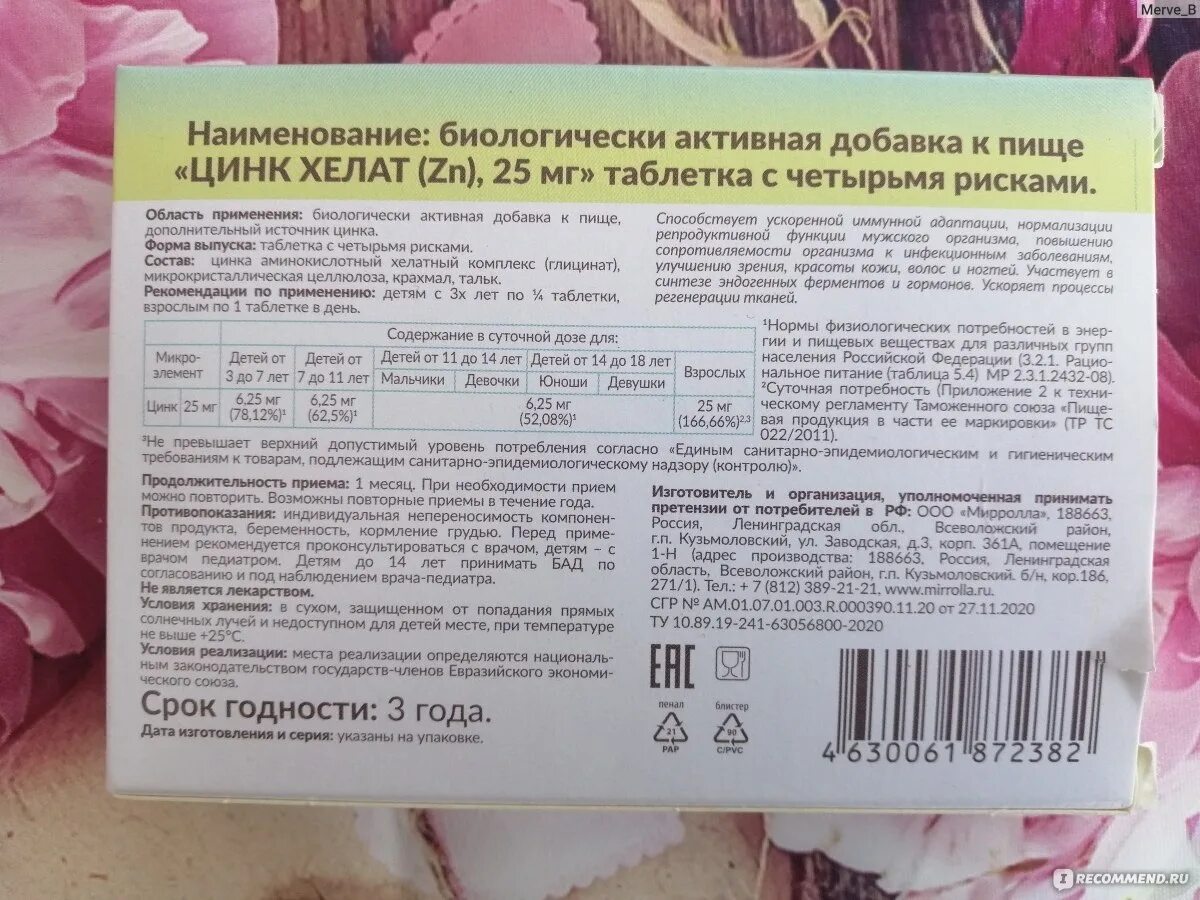 Merve_B
Наименование: биологически активная добавка к пище
«ЦИНК ХЕЛАТ (Zn), 25 мг» таблетка с четырьмя рисками.
Область применения: биологически активная добавка к пище,
дополнительный источник цинка.
Форма выпуска: таблетка с четырьмя рисками.
Состав: цинка аминокислотный хелатный комплекс (глицинат),
микрокристаллическая целлюлоза, крахмал, тальк.
Рекомендации по применению: детям с 3х лет по ¼ таблетки,
взрослым по 1 таблетке в день.
Способствует ускоренной иммунной адаптации, нормализации
репродуктивной функции мужского организма, повышению
сопротивляемости организма к инфекционным заболеваниям,
улучшению зрения, красоты кожи, волос и ногтей. Участвует в
синтезе эндогенных ферментов и гормонов. Ускоряет процессы
регенерации тканей.
Микро-
элемент
Содержание в суточной дозе для:
Детей от
3 до 7 лет
Детей от
7 до 11 лет
Детей от 11 до 14 лет
Детей от 14 до 18 лет
Взрослых
Мальчики
Девочки
Юноши
Девушки
Цинк
25 мг
6,25 мг
(78,12%)¹
6,25 мг
(62,5%)¹
6,25 мг
(52,08%)¹
25 мг
(166,66%)²,³
¹Нормы физиологических потребностей в энер-
гии и пищевых веществах для различных групп
населения Российской Федерации (3.2.1. Рацио-
нальное питание (таблица 5.4) МР 2.3.1.2432-08).
²Суточная потребность (Приложение 2 к техни-
ческому регламенту Таможенного союза «Пище-
вая продукция в части ее маркировки» (ТР ТС
022/2011).
³Не превышает верхний допустимый уровень потребления согласно «Единым санитарно-эпидемиологическим и гигиеническим
требованиям к товарам, подлежащим санитарно-эпидемиологическому надзору (контролю)».
Продолжительность приема: 1 месяц. При необходимости прием
можно повторить. Возможны повторные приемы в течение года.
Противопоказания: индивидуальная непереносимость компонен-
тов продукта, беременность, кормление грудью. Перед приме-
нением рекомендуется проконсультироваться с врачом, детям – с
врачом педиатром. Детям до 14 лет принимать БАД по
согласованию и под наблюдением врача-педиатра.
Не является лекарством.
Условия хранения: в сухом, защищенном от попадания прямых
солнечных лучей и недоступном для детей месте, при температуре
не выше +25°С.
Условия реализации: места реализации определяются националь-
ным законодательством государств-членов Евразийского экономи-
ческого союза.
Срок годности: 3 года.
Дата изготовления и серия: указаны на упаковке.
Изготовитель и организация, уполномоченная принимать
претензии от потребителей в РФ: ООО «Мирролла», 188663,
Россия, Ленинградская обл., Всеволожский район,
г.п. Кузьмоловский, ул. Заводская, д.3, корп. 361А, помещение
1-Н (адрес производства: 188663, Россия, Ленинградская
область, Всеволожский район, г.п. Кузьмоловский. б/н, кор.186,
271/1). Тел.: + 7 (812) 389-21-21, www.mirrolla.ru.
СГР № AM.01.07.01.003.R.000390.11.20 от 27.11.2020
ТУ 10.89.19-241-63056800-2020
EAC
пенал
21
PAP
блистер
90
C/PVC
4 630061 872382
IRECOMMEND.RU